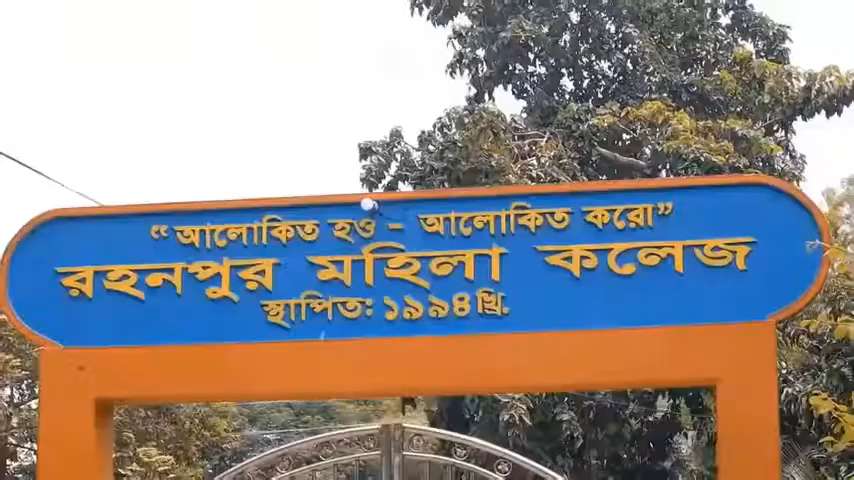 “আলোকিত হও – আলোকিত করো”
রহনপুর মহিলা কলেজ
স্থাপিত: ১৯৯৪ খ্রি.